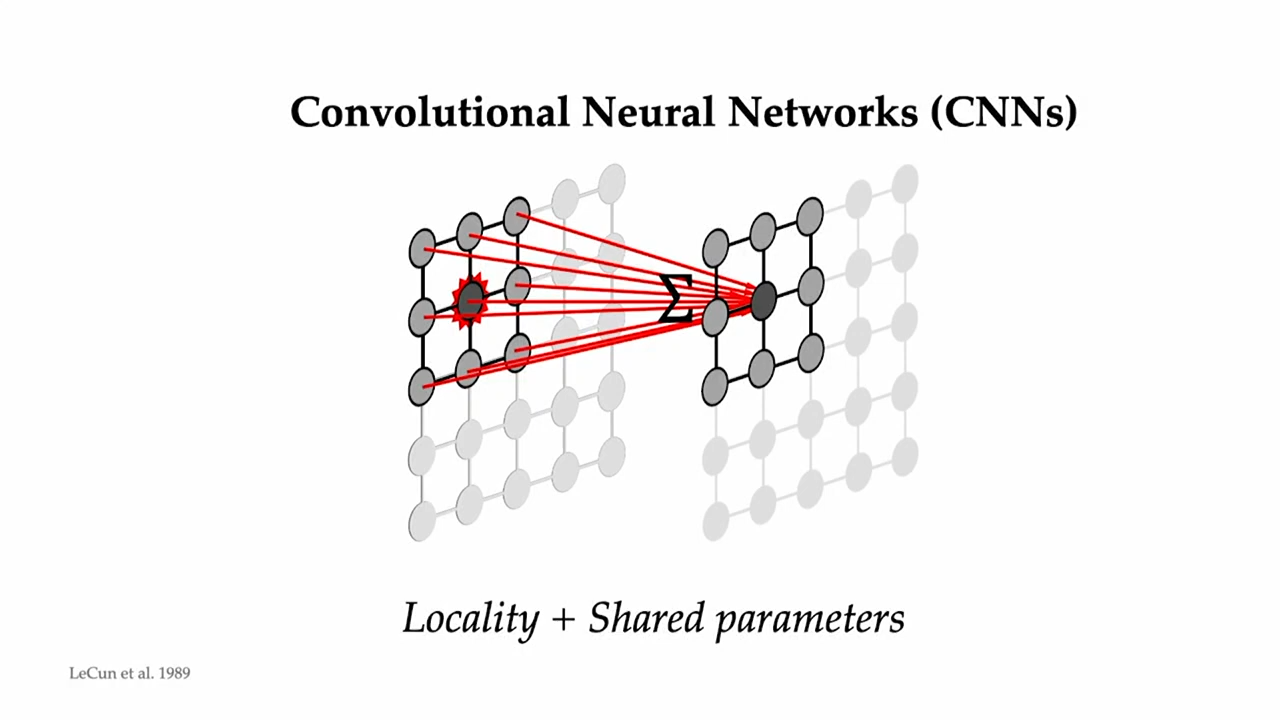 Convolutional Neural Networks (CNNs)
Σ
Locality + Shared parameters
LeCun et al. 1989